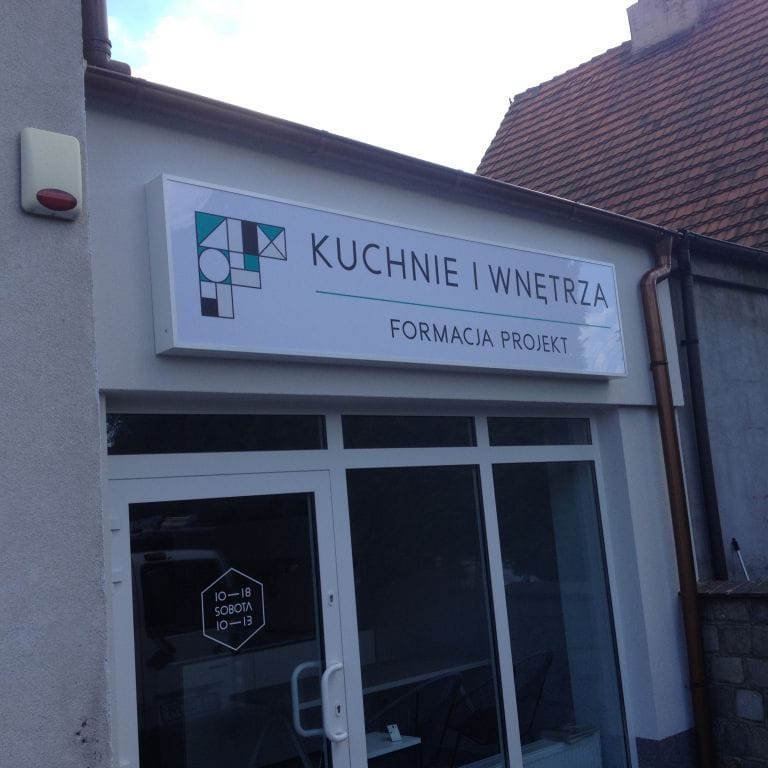 KUCHNIE I WNĘTRZA
FORMACJA PROJEKT
10—18
SOBOTA
10—13